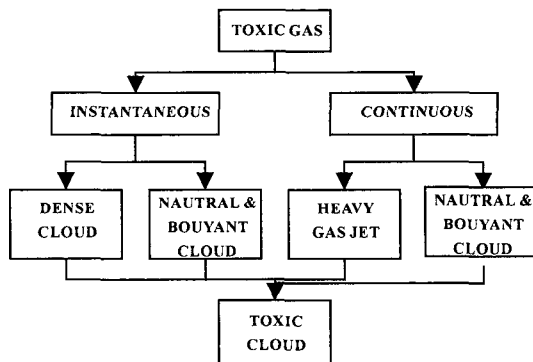 TOXIC GAS
INSTANTANEOUS
CONTINUOUS
DENSE
CLOUD
NAUTRAL &
BOUYANT
CLOUD
HEAVY
GAS JET
NAUTRAL &
BOUYANT
CLOUD
TOXIC
CLOUD